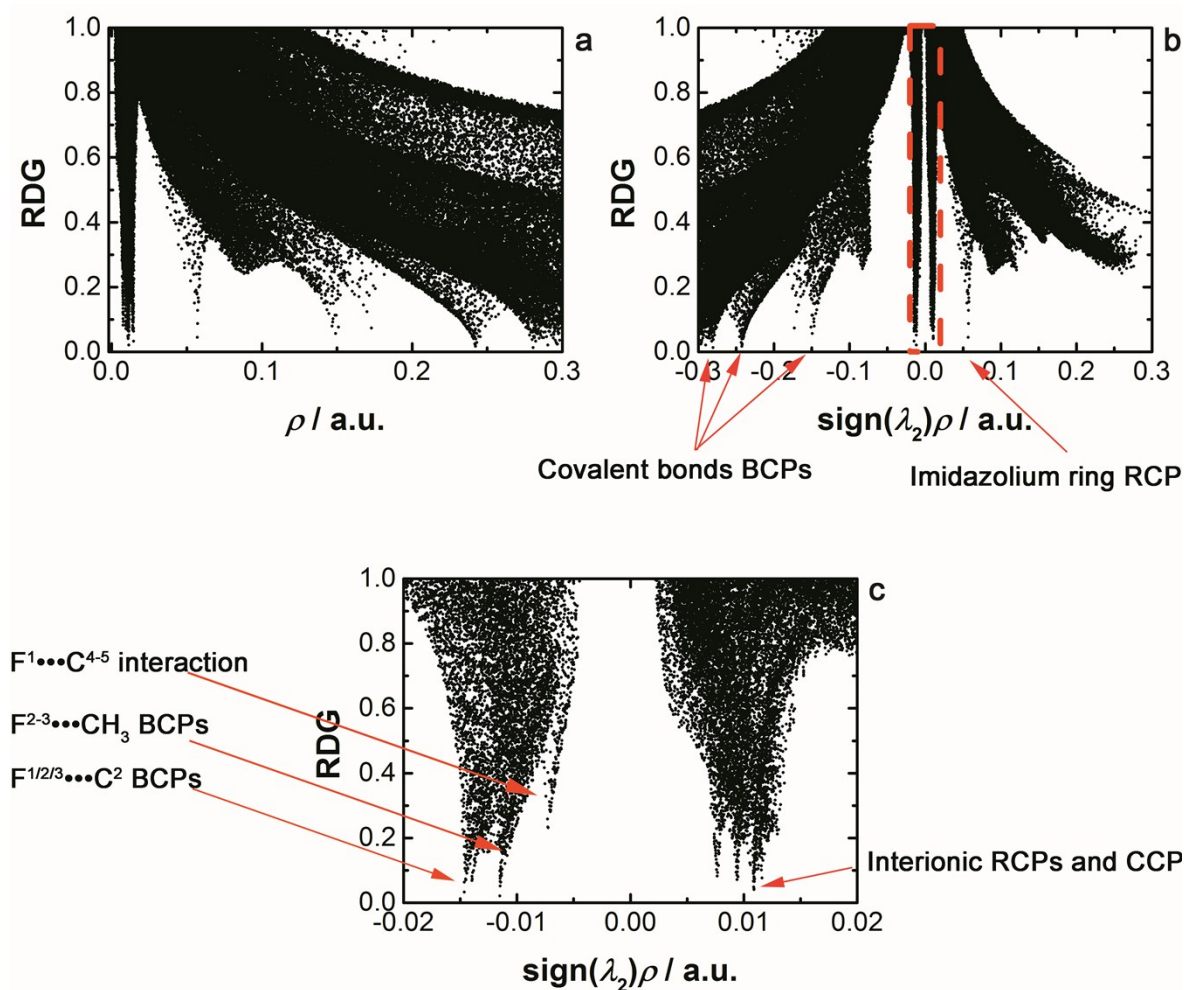 a
1.0
0.8
0.6
0.4
0.2
0.0
RDG
0.0 0.1 0.2 0.3
ρ / a.u.
b
1.0
0.8
0.6
0.4
0.2
0.0
RDG
-0.3 -0.2 -0.1 0.0 0.1 0.2 0.3
sign(λ₂)ρ / a.u.
Covalent bonds BCPs
Imidazolium ring RCP
c
1.0
0.8
0.6
0.4
0.2
0.0
RDG
-0.02 -0.01 0.00 0.01 0.02
sign(λ₂)ρ / a.u.
F¹•••C⁴⁻⁵ interaction
F²⁻³•••CH₃ BCPs
F¹/²/³•••C² BCPs
Interionic RCPs and CCP